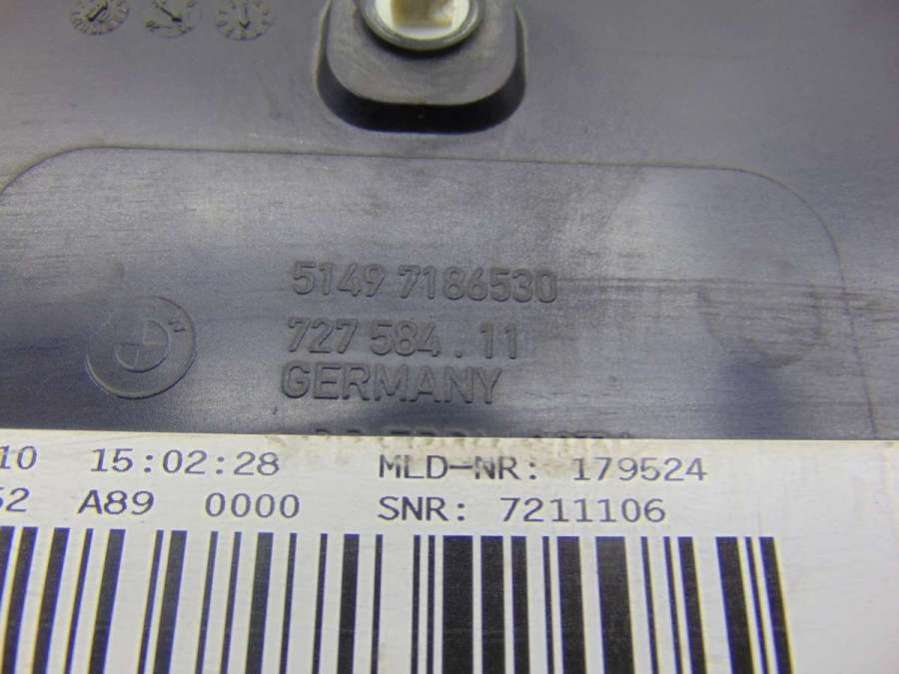 5149 7186530
727 584 . 11
GERMANY
10 15:02:28 MLD-NR: 179524
52 A89 0000 SNR: 7211106